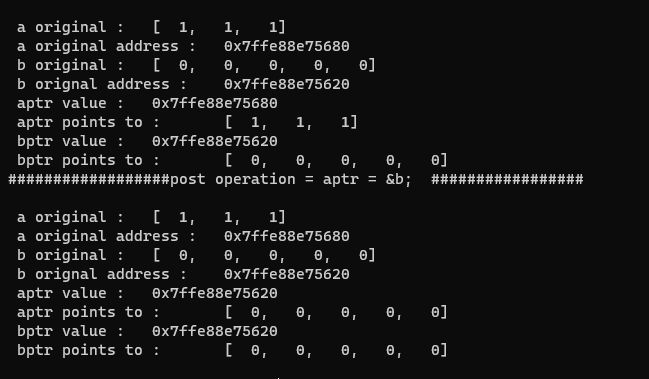 a original :   [  1,   1,   1]
a original address :   0x7ffe88e75680
b original :   [  0,   0,   0,   0,   0]
b orignal address :    0x7ffe88e75620
aptr value :   0x7ffe88e75680
aptr points to :       [  1,   1,   1]
bptr value :   0x7ffe88e75620
bptr points to :       [  0,   0,   0,   0,   0]
##################post operation = aptr = &b;  #################
a original :   [  1,   1,   1]
a original address :   0x7ffe88e75680
b original :   [  0,   0,   0,   0,   0]
b orignal address :    0x7ffe88e75620
aptr value :   0x7ffe88e75620
aptr points to :       [  0,   0,   0,   0,   0]
bptr value :   0x7ffe88e75620
bptr points to :       [  0,   0,   0,   0,   0]